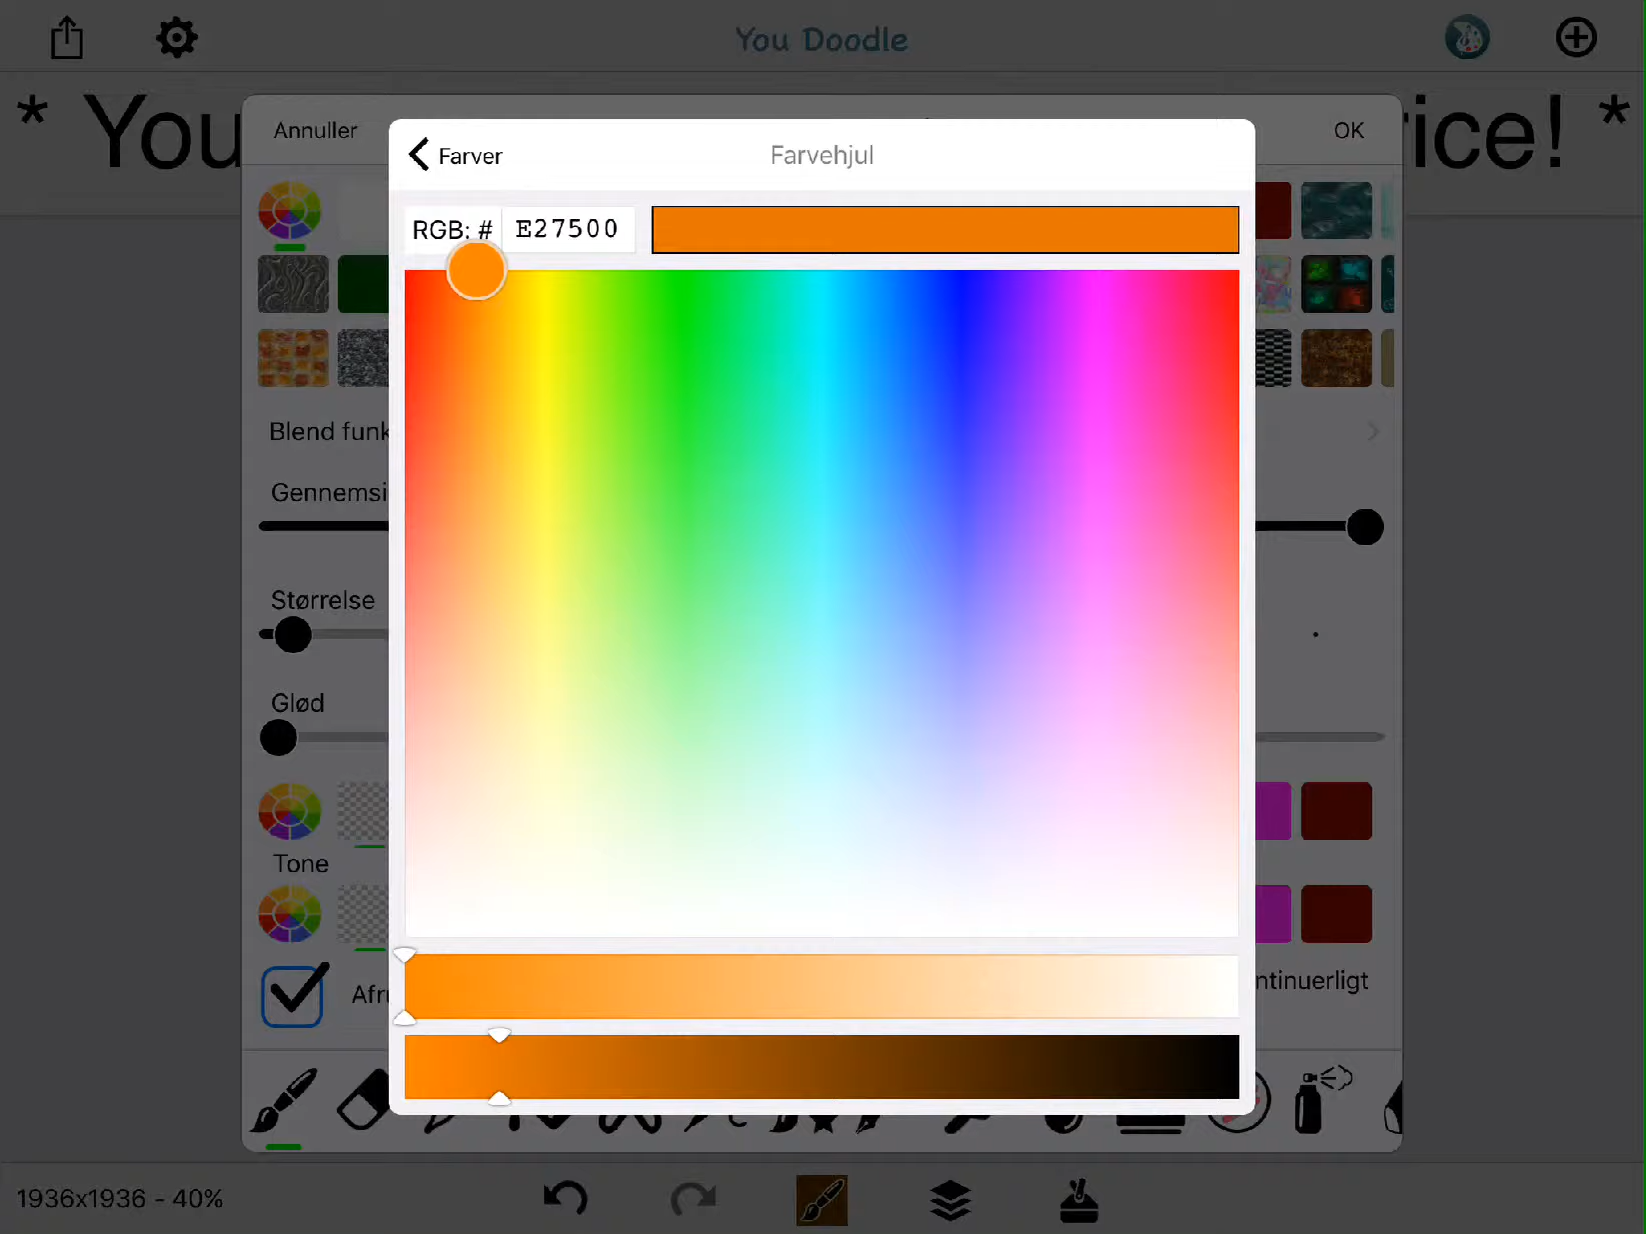 You Doodle
* You
rice! *
Annuller
OK
Farver
Farvehjul
RGB: #
E27500
Blend funk
Gennemsi
Størrelse
Glød
Tone
Afr
ntinuerligt
1936x1936 - 40%